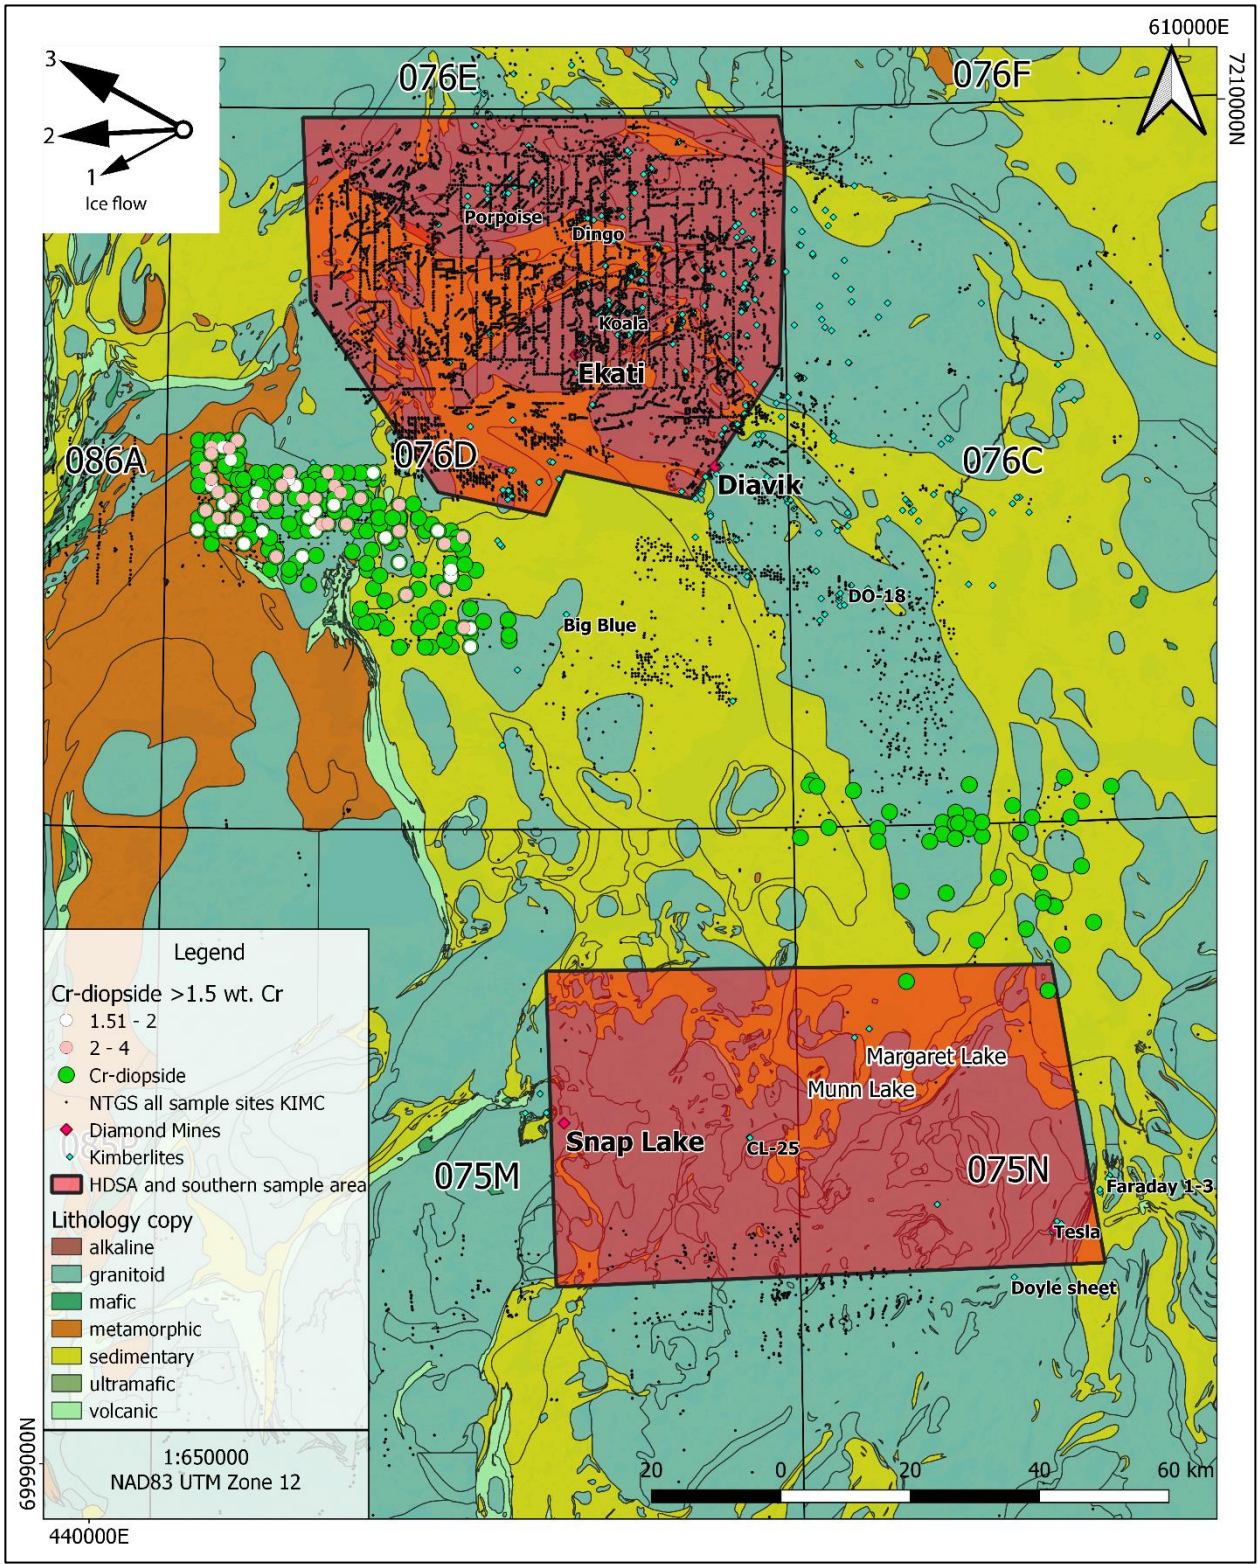 610000E
7210000N
3
2
1
Ice flow
076E
076F
Porpoise
Dingo
Koala
Ekati
086A
076D
076C
Diavik
DO-18
Big Blue
Margaret Lake
Munn Lake
Snap Lake
CL-25
075M
075N
Faraday 1-3
Tesla
Doyle sheet
Legend
Cr-diopside >1.5 wt. Cr
1.51 - 2
2 - 4
Cr-diopside
NTGS all sample sites KIMC
Diamond Mines
085P
Kimberlites
HDSA and southern sample area
Lithology copy
alkaline
granitoid
mafic
metamorphic
sedimentary
ultramafic
volcanic
1:650000
NAD83 UTM Zone 12
20 0 20 40 60 km
6990000N
440000E